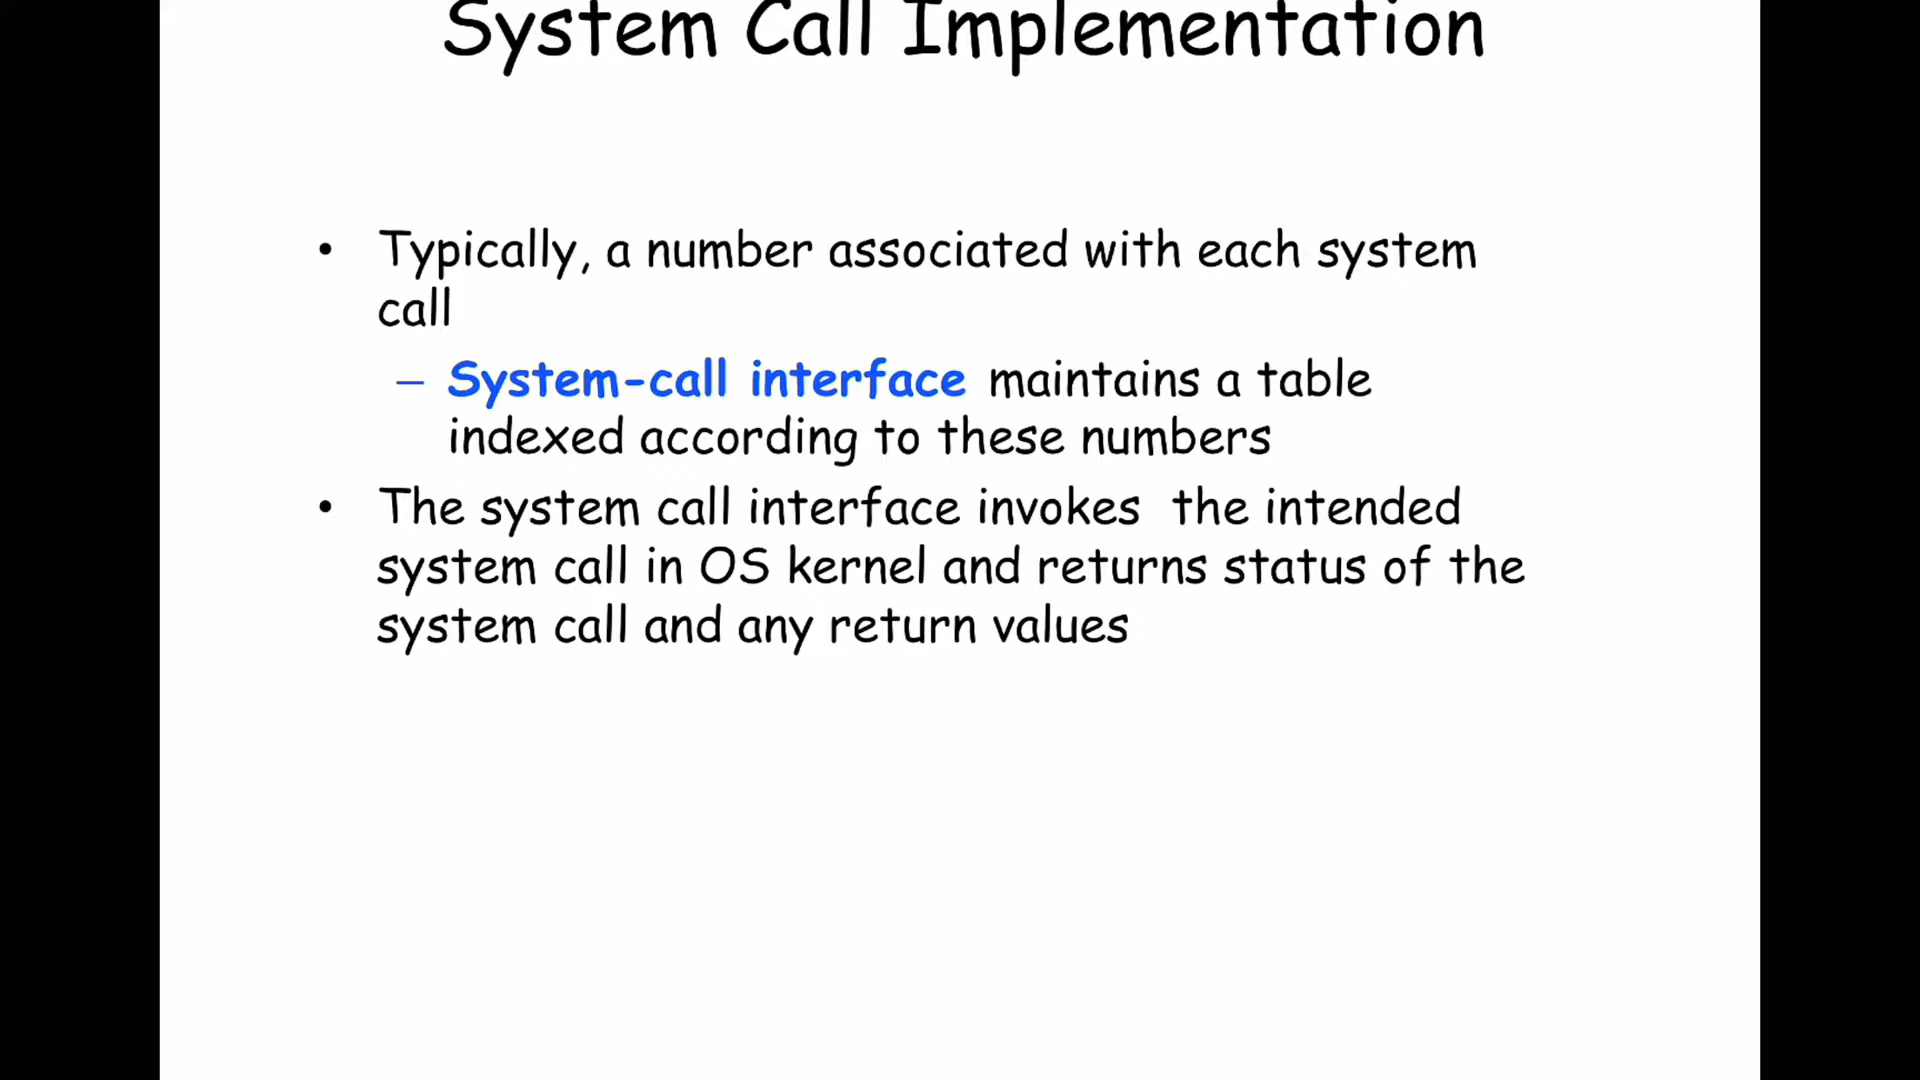 System Call Implementation
• Typically, a number associated with each system
call
– System-call interface maintains a table
indexed according to these numbers
• The system call interface invokes the intended
system call in OS kernel and returns status of the
system call and any return values